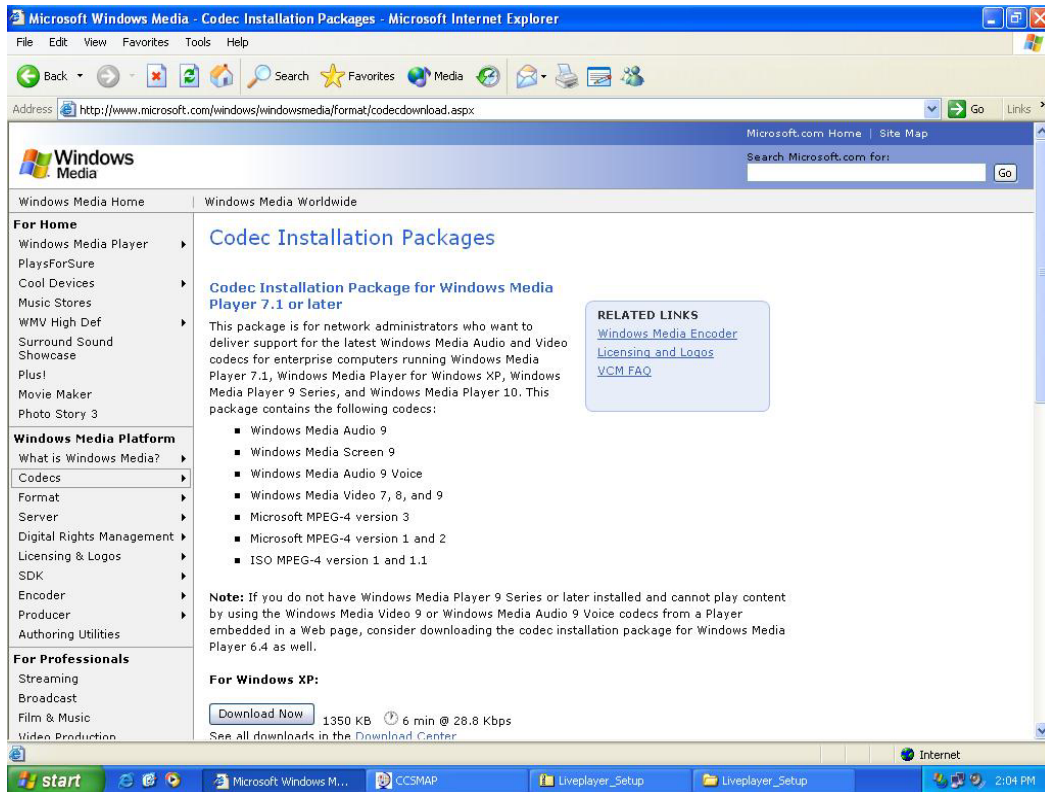 Microsoft Windows Media - Codec Installation Packages - Microsoft Internet Explorer
File Edit View Favorites Tools Help
Back Search Favorites Media
Address http://www.microsoft.com/windows/windowsmedia/format/codecdownload.aspx Go Links
Microsoft.com Home | Site Map
Windows Media
Search Microsoft.com for:
Go
Windows Media Home | Windows Media Worldwide
For Home
Windows Media Player
PlaysForSure
Cool Devices
Music Stores
WMV High Def
Surround Sound
Showcase
Plus!
Movie Maker
Photo Story 3
Windows Media Platform
What is Windows Media?
Codecs
Format
Server
Digital Rights Management
Licensing & Logos
SDK
Encoder
Producer
Authoring Utilities
For Professionals
Streaming
Broadcast
Film & Music
Video Production
Codec Installation Packages
Codec Installation Package for Windows Media
Player 7.1 or later
This package is for network administrators who want to
deliver support for the latest Windows Media Audio and Video
codecs for enterprise computers running Windows Media
Player 7.1, Windows Media Player for Windows XP, Windows
Media Player 9 Series, and Windows Media Player 10. This
package contains the following codecs:
Windows Media Audio 9
Windows Media Screen 9
Windows Media Audio 9 Voice
Windows Media Video 7, 8, and 9
Microsoft MPEG-4 version 3
Microsoft MPEG-4 version 1 and 2
ISO MPEG-4 version 1 and 1.1
RELATED LINKS
Windows Media Encoder
Licensing and Logos
VCM FAQ
Note: If you do not have Windows Media Player 9 Series or later installed and cannot play content
by using the Windows Media Video 9 or Windows Media Audio 9 Voice codecs from a Player
embedded in a Web page, consider downloading the codec installation package for Windows Media
Player 6.4 as well.
For Windows XP:
Download Now 1350 KB 6 min @ 28.8 Kbps
See all downloads in the Download Center
Internet
start Microsoft Windows M... CCSMAP Liveplayer_Setup Liveplayer_Setup 2:04 PM